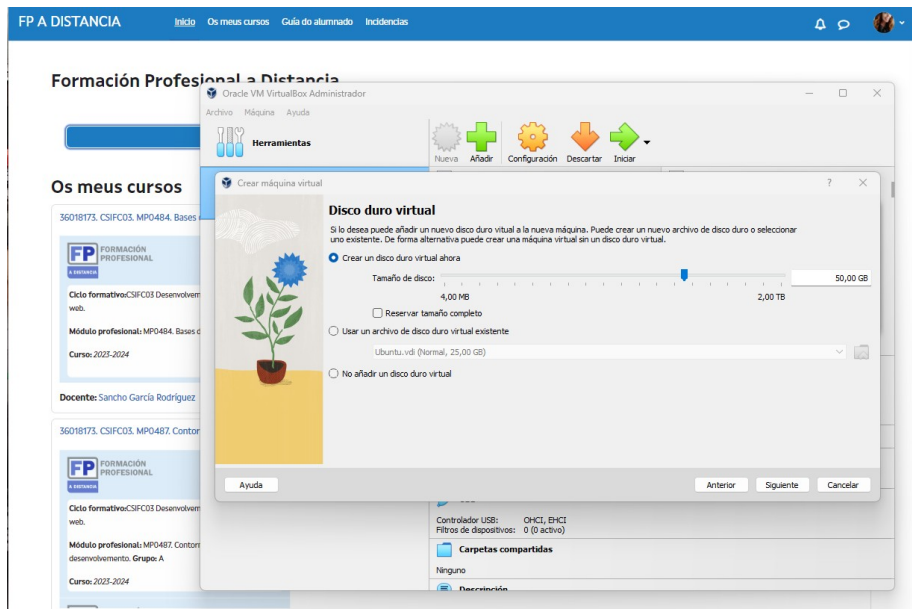 FP A DISTANCIA
Inicio Os meus cursos Guía do alumnado Incidencias
Formación Profesional a Distancia
Os meus cursos
36018173. CSIFC03. MP0484. Bases
FP FORMACIÓN PROFESIONAL
A DISTANCIA
Ciclo formativo:CSIFC03 Desenvolvem
web.
Módulo profesional: MP0484. Bases d
Curso: 2023-2024
Docente: Sancho García Rodríguez
36018173. CSIFC03. MP0487. Contor
FP FORMACIÓN PROFESIONAL
A DISTANCIA
Ciclo formativo:CSIFC03 Desenvolvem
web.
Módulo profesional: MP0487. Contorn
desenvolvemento. Grupo: A
Curso: 2023-2024
Oracle VM VirtualBox Administrador
Archivo Máquina Ayuda
Herramientas
Nueva Añadir Configuración Descartar Iniciar
Crear máquina virtual
Disco duro virtual
Si lo desea puede añadir un nuevo disco duro vitual a la nueva máquina. Puede crear un nuevo archivo de disco duro o seleccionar
uno existente. De forma alternativa puede crear una máquina virtual sin un disco duro virtual.
Crear un disco duro virtual ahora
Tamaño de disco: 50,00 GB
4,00 MB 2,00 TB
Reservar tamaño completo
Usar un archivo de disco duro virtual existente
Ubuntu.vdi (Normal, 25,00 GB)
No añadir un disco duro virtual
Ayuda Anterior Siguiente Cancelar
Controlador USB: OHCI, EHCI
Filtros de dispositivos: 0 (0 activo)
Carpetas compartidas
Ninguno
Descripción